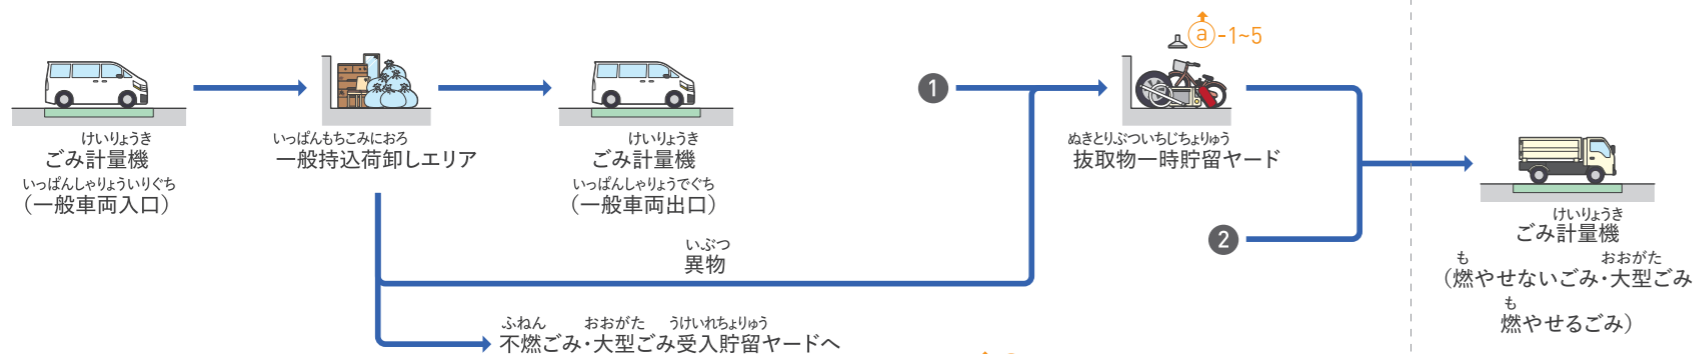 ⓐ-1~5
❶
けいりょうき
ごみ計量機
いっぱんしゃりょういりぐち
（一般車両入口）
いっぱんもちこみにおろ
一般持込荷卸しエリア
けいりょうき
ごみ計量機
いっぱんしゃりょうでぐち
（一般車両出口）
ぬきとりぶついちじちょりゅう
抜取物一時貯留ヤード
❷
いぶつ
異物
ふねん おおがた うけいれちょりゅう
不燃ごみ・大型ごみ受入貯留ヤードへ
けいりょうき
ごみ計量機
も おおがた
（燃やせないごみ・大型ごみ
も
燃やせるごみ）